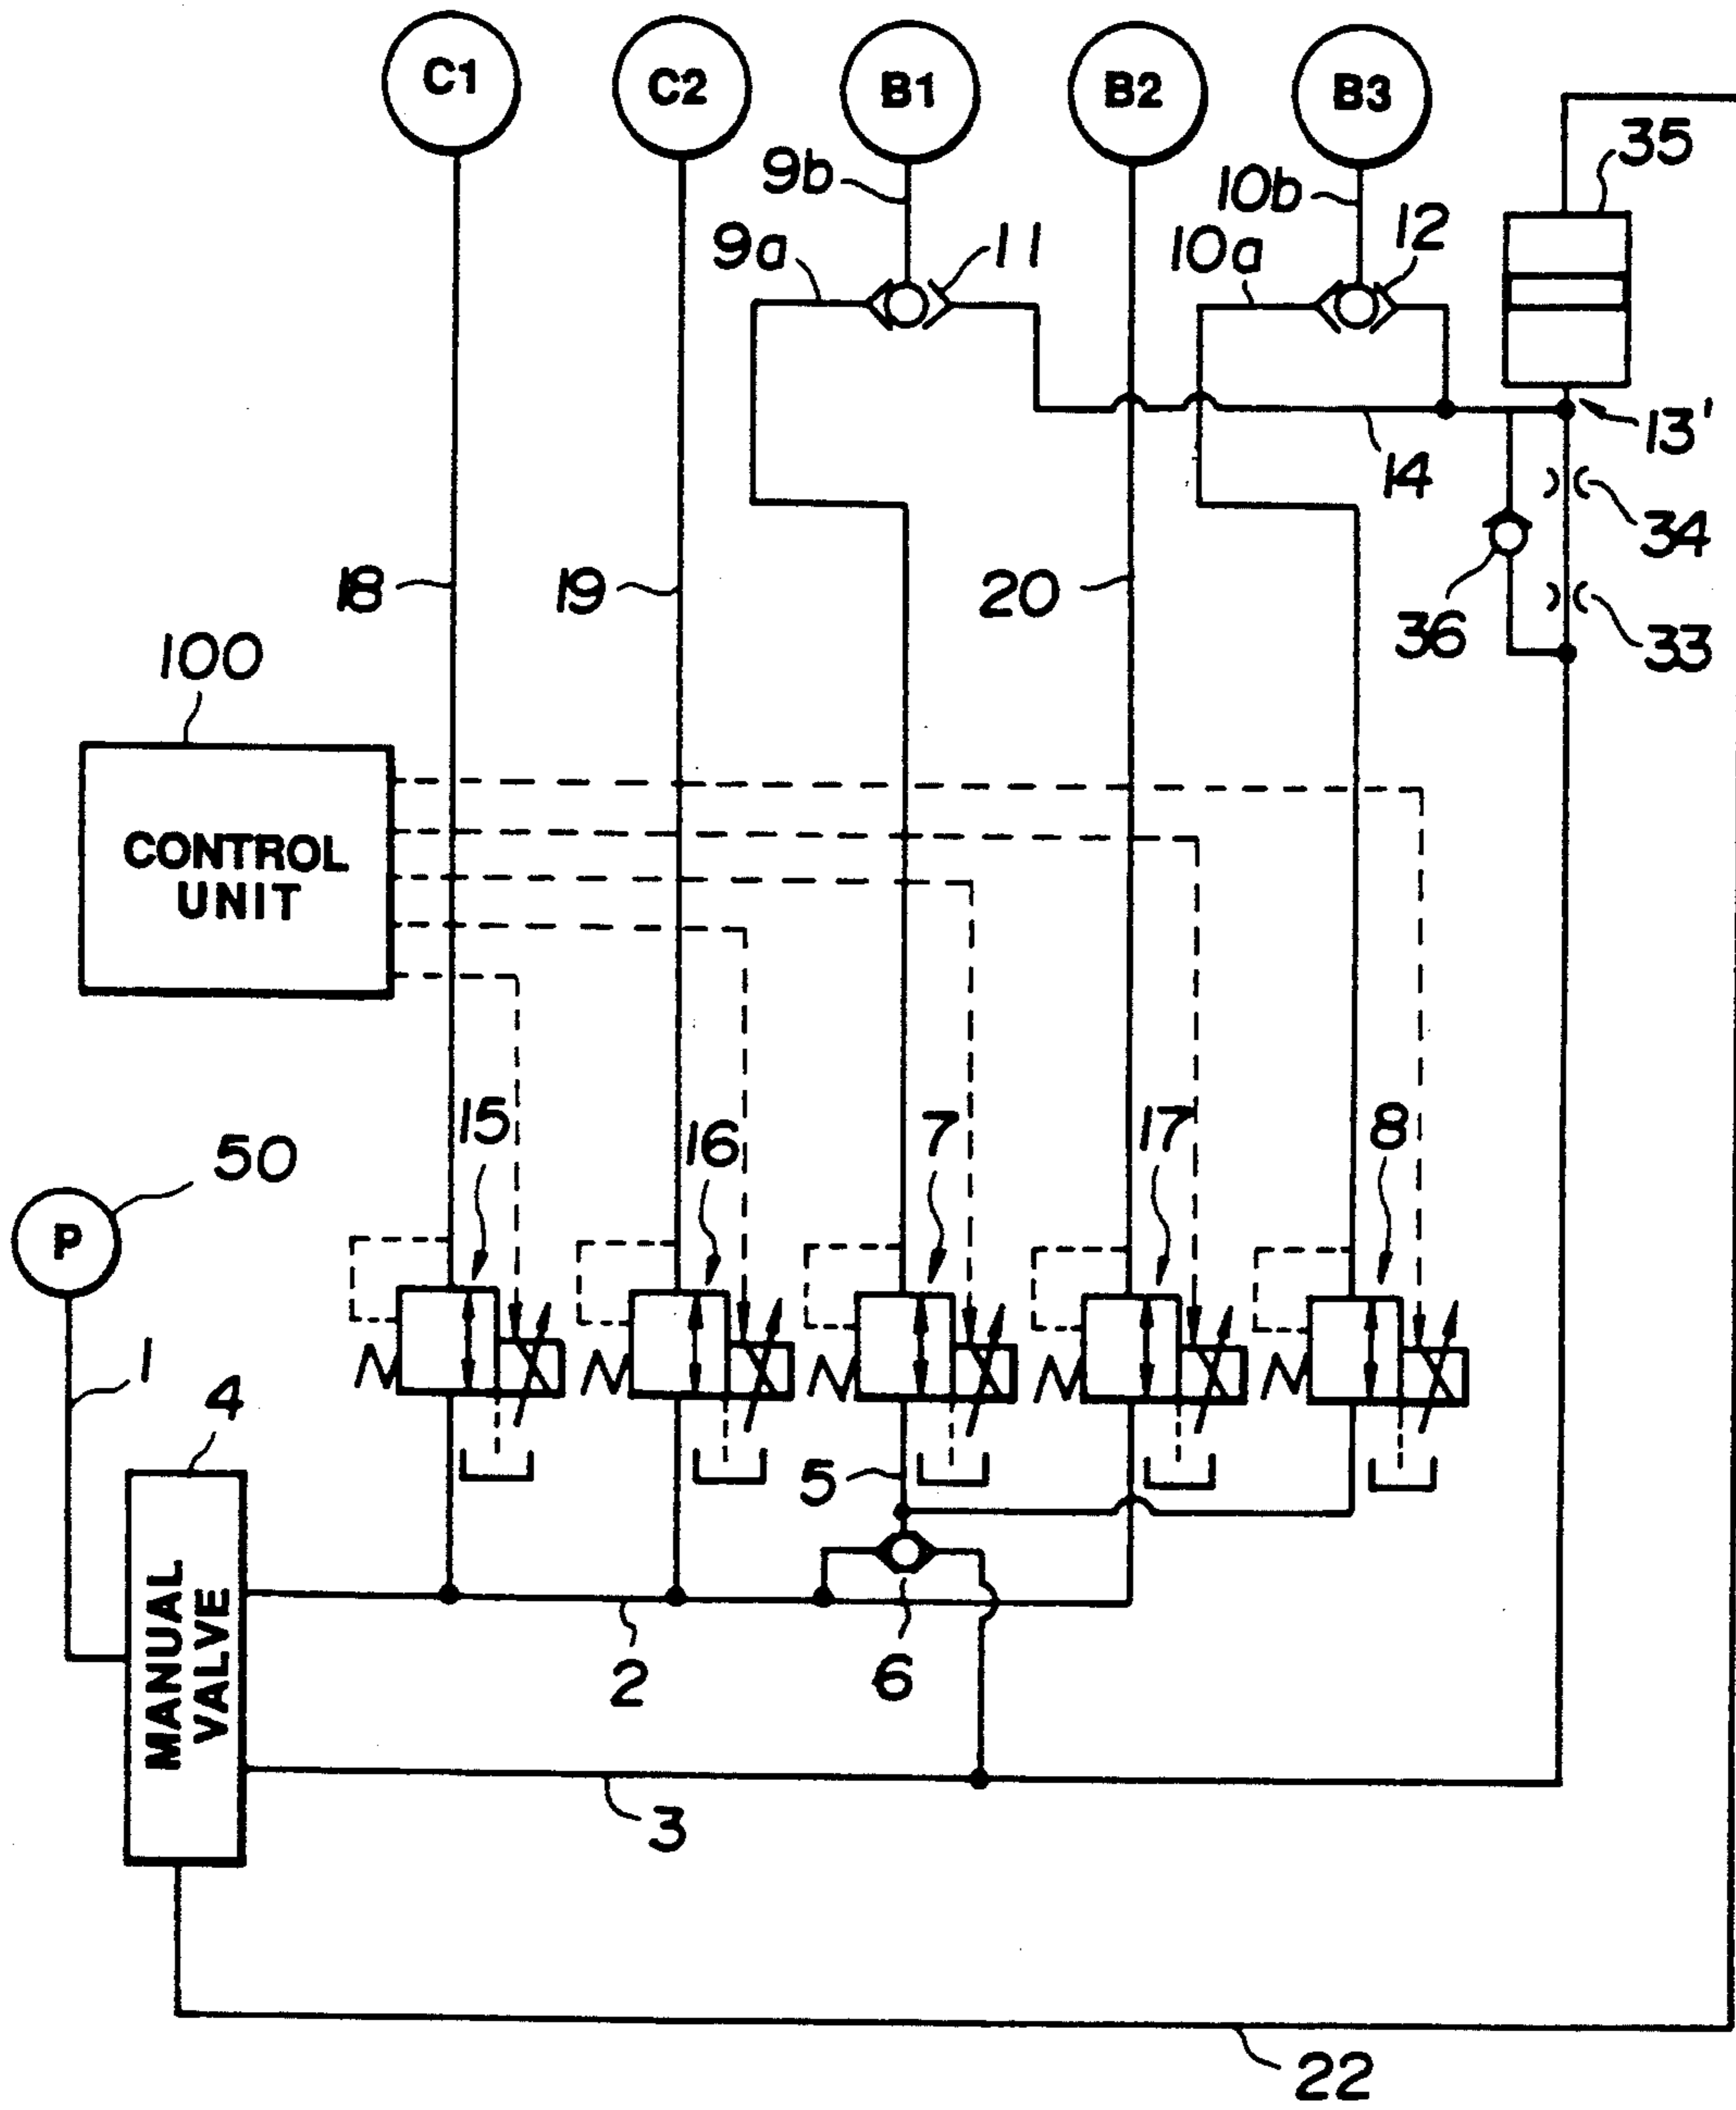 C1 C2 B1 B2 B3
35
9b 10b
9a 11 10a 12
13'
14
34
18 19 20
36 33
100
CONTROL
UNIT
15 16 7 17 8
50
P
1
4
5
MANUAL
VALVE
2 6
3
22